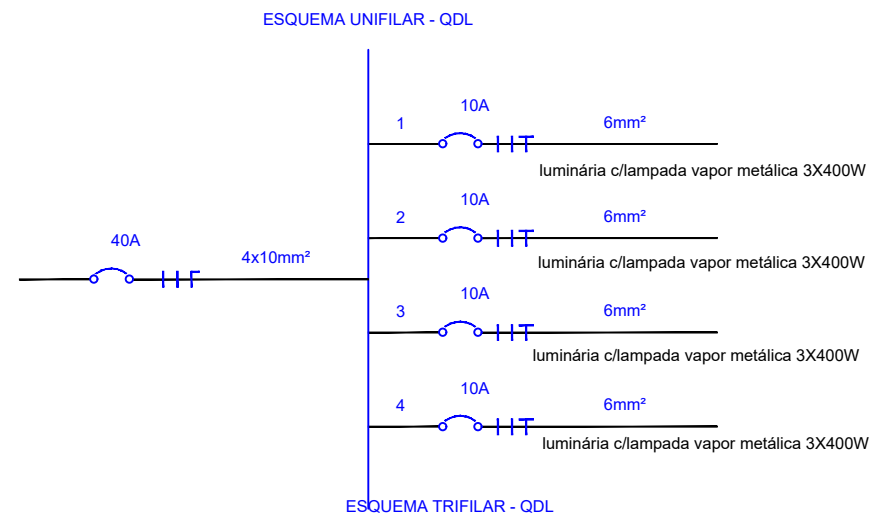 ESQUEMA UNIFILAR - QDL
10A
1
6mm²
luminária c/lampada vapor metálica 3X400W
10A
2
6mm²
luminária c/lampada vapor metálica 3X400W
40A
4x10mm²
10A
3
6mm²
luminária c/lampada vapor metálica 3X400W
10A
4
6mm²
luminária c/lampada vapor metálica 3X400W
ESQUEMA TRIFILAR - QDL